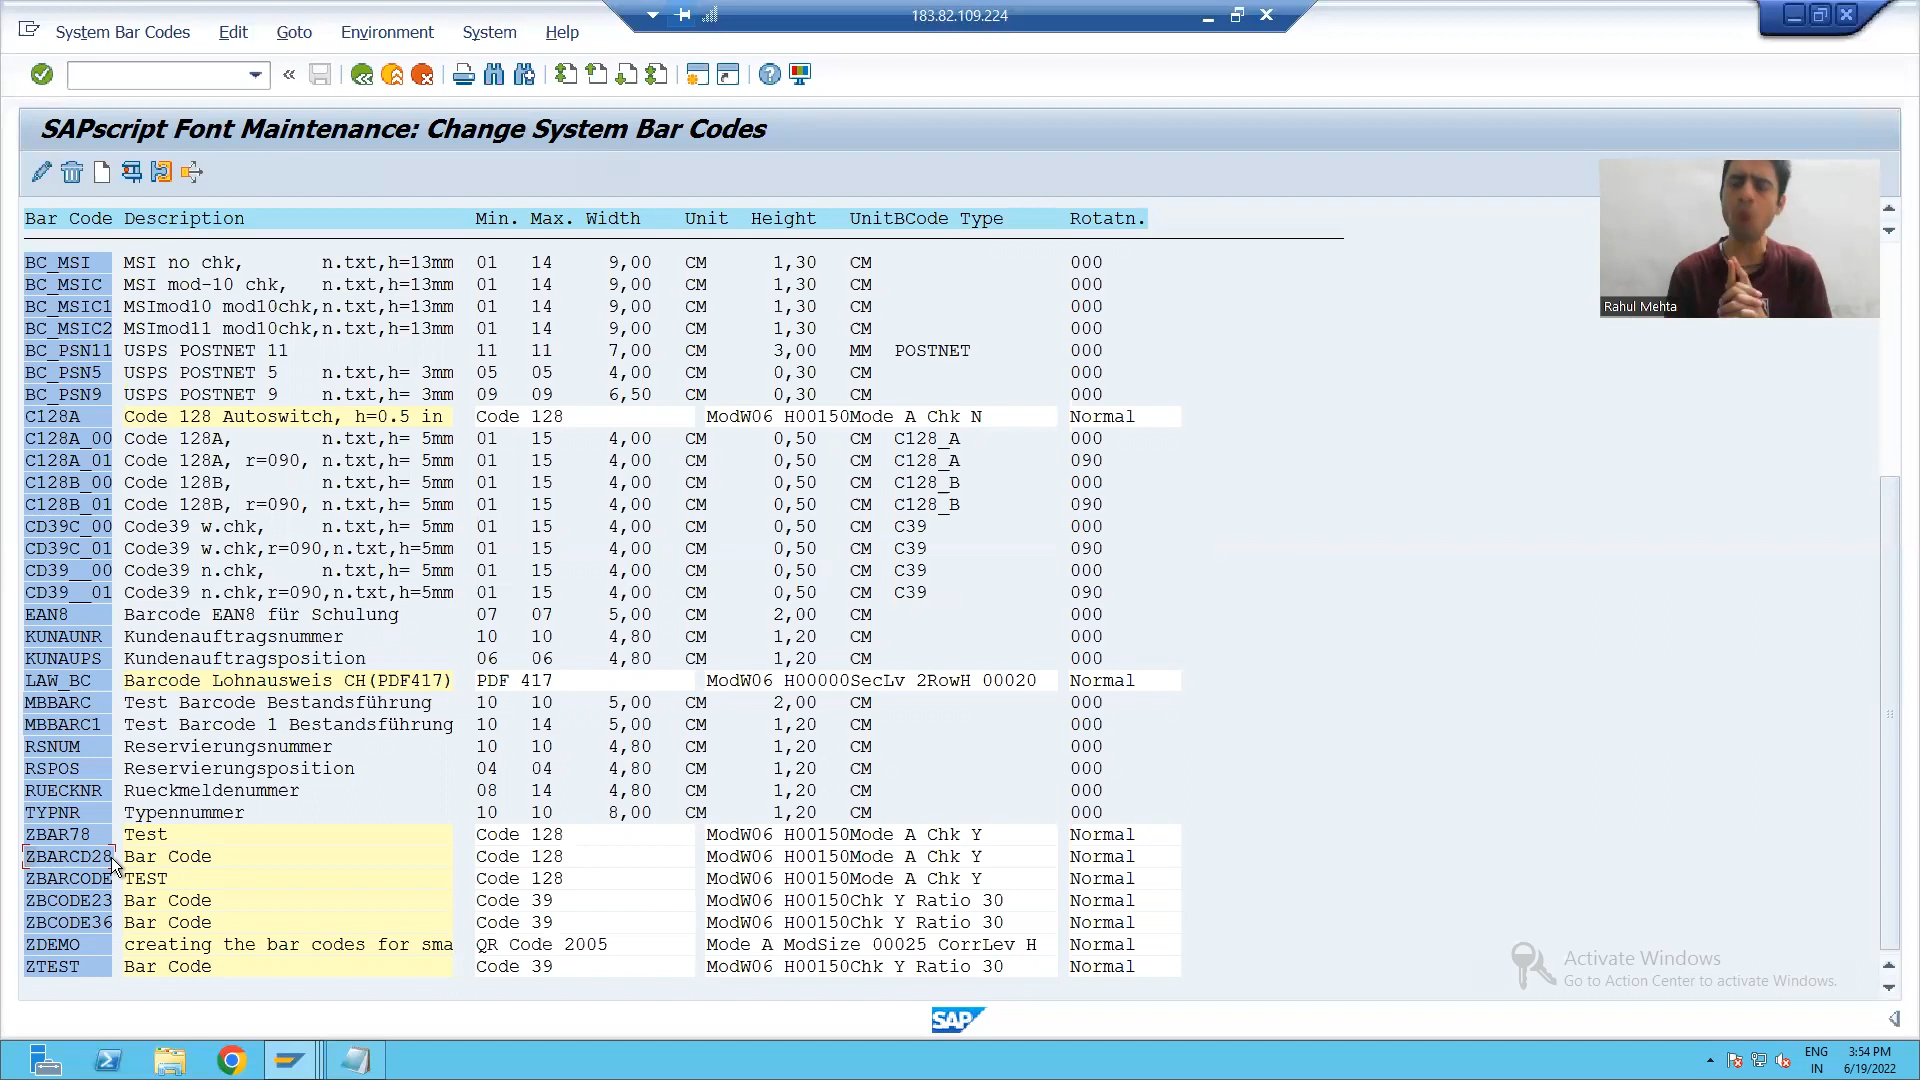 183.82.109.224
System Bar Codes Edit Goto Environment System Help
SAPscript Font Maintenance: Change System Bar Codes
Bar Code Description Min. Max. Width Unit Height UnitBCode Type Rotatn.
BC_MSI MSI no chk, n.txt,h=13mm 01 14 9,00 CM 1,30 CM 000
BC_MSIC MSI mod-10 chk, n.txt,h=13mm 01 14 9,00 CM 1,30 CM 000
BC_MSIC1 MSImod10 mod10chk,n.txt,h=13mm 01 14 9,00 CM 1,30 CM 000
BC_MSIC2 MSImod11 mod10chk,n.txt,h=13mm 01 14 9,00 CM 1,30 CM 000
BC_PSN11 USPS POSTNET 11 11 11 7,00 CM 3,00 MM POSTNET 000
BC_PSN5 USPS POSTNET 5 n.txt,h= 3mm 05 05 4,00 CM 0,30 CM 000
BC_PSN9 USPS POSTNET 9 n.txt,h= 3mm 09 09 6,50 CM 0,30 CM 000
C128A Code 128 Autoswitch, h=0.5 in Code 128 ModW06 H00150Mode A Chk N Normal
C128A_00 Code 128A, n.txt,h= 5mm 01 15 4,00 CM 0,50 CM C128_A 000
C128A_01 Code 128A, r=090, n.txt,h= 5mm 01 15 4,00 CM 0,50 CM C128_A 090
C128B_00 Code 128B, n.txt,h= 5mm 01 15 4,00 CM 0,50 CM C128_B 000
C128B_01 Code 128B, r=090, n.txt,h= 5mm 01 15 4,00 CM 0,50 CM C128_B 090
CD39C_00 Code39 w.chk, n.txt,h= 5mm 01 15 4,00 CM 0,50 CM C39 000
CD39C_01 Code39 w.chk,r=090,n.txt,h=5mm 01 15 4,00 CM 0,50 CM C39 090
CD39__00 Code39 n.chk, n.txt,h= 5mm 01 15 4,00 CM 0,50 CM C39 000
CD39__01 Code39 n.chk,r=090,n.txt,h=5mm 01 15 4,00 CM 0,50 CM C39 090
EAN8 Barcode EAN8 für Schulung 07 07 5,00 CM 2,00 CM 000
KUNAUNR Kundenauftragsnummer 10 10 4,80 CM 1,20 CM 000
KUNAUPS Kundenauftragsposition 06 06 4,80 CM 1,20 CM 000
LAW_BC Barcode Lohnausweis CH(PDF417) PDF 417 ModW06 H00000SecLv 2RowH 00020 Normal
MBBARC Test Barcode Bestandsführung 10 10 5,00 CM 2,00 CM 000
MBBARC1 Test Barcode 1 Bestandsführung 10 14 5,00 CM 1,20 CM 000
RSNUM Reservierungsnummer 10 10 4,80 CM 1,20 CM 000
RSPOS Reservierungsposition 04 04 4,80 CM 1,20 CM 000
RUECKNR Rueckmeldenummer 08 14 4,80 CM 1,20 CM 000
TYPNR Typennummer 10 10 8,00 CM 1,20 CM 000
ZBAR78 Test Code 128 ModW06 H00150Mode A Chk Y Normal
ZBARCD28 Bar Code Code 128 ModW06 H00150Mode A Chk Y Normal
ZBARCODE TEST Code 128 ModW06 H00150Mode A Chk Y Normal
ZBCODE23 Bar Code Code 39 ModW06 H00150Chk Y Ratio 30 Normal
ZBCODE36 Bar Code Code 39 ModW06 H00150Chk Y Ratio 30 Normal
ZDEMO creating the bar codes for sma QR Code 2005 Mode A ModSize 00025 CorrLev H Normal
ZTEST Bar Code Code 39 ModW06 H00150Chk Y Ratio 30 Normal
Rahul Mehta
Activate Windows
Go to Action Center to activate Windows.
SAP
ENG
IN
3:54 PM
6/19/2022